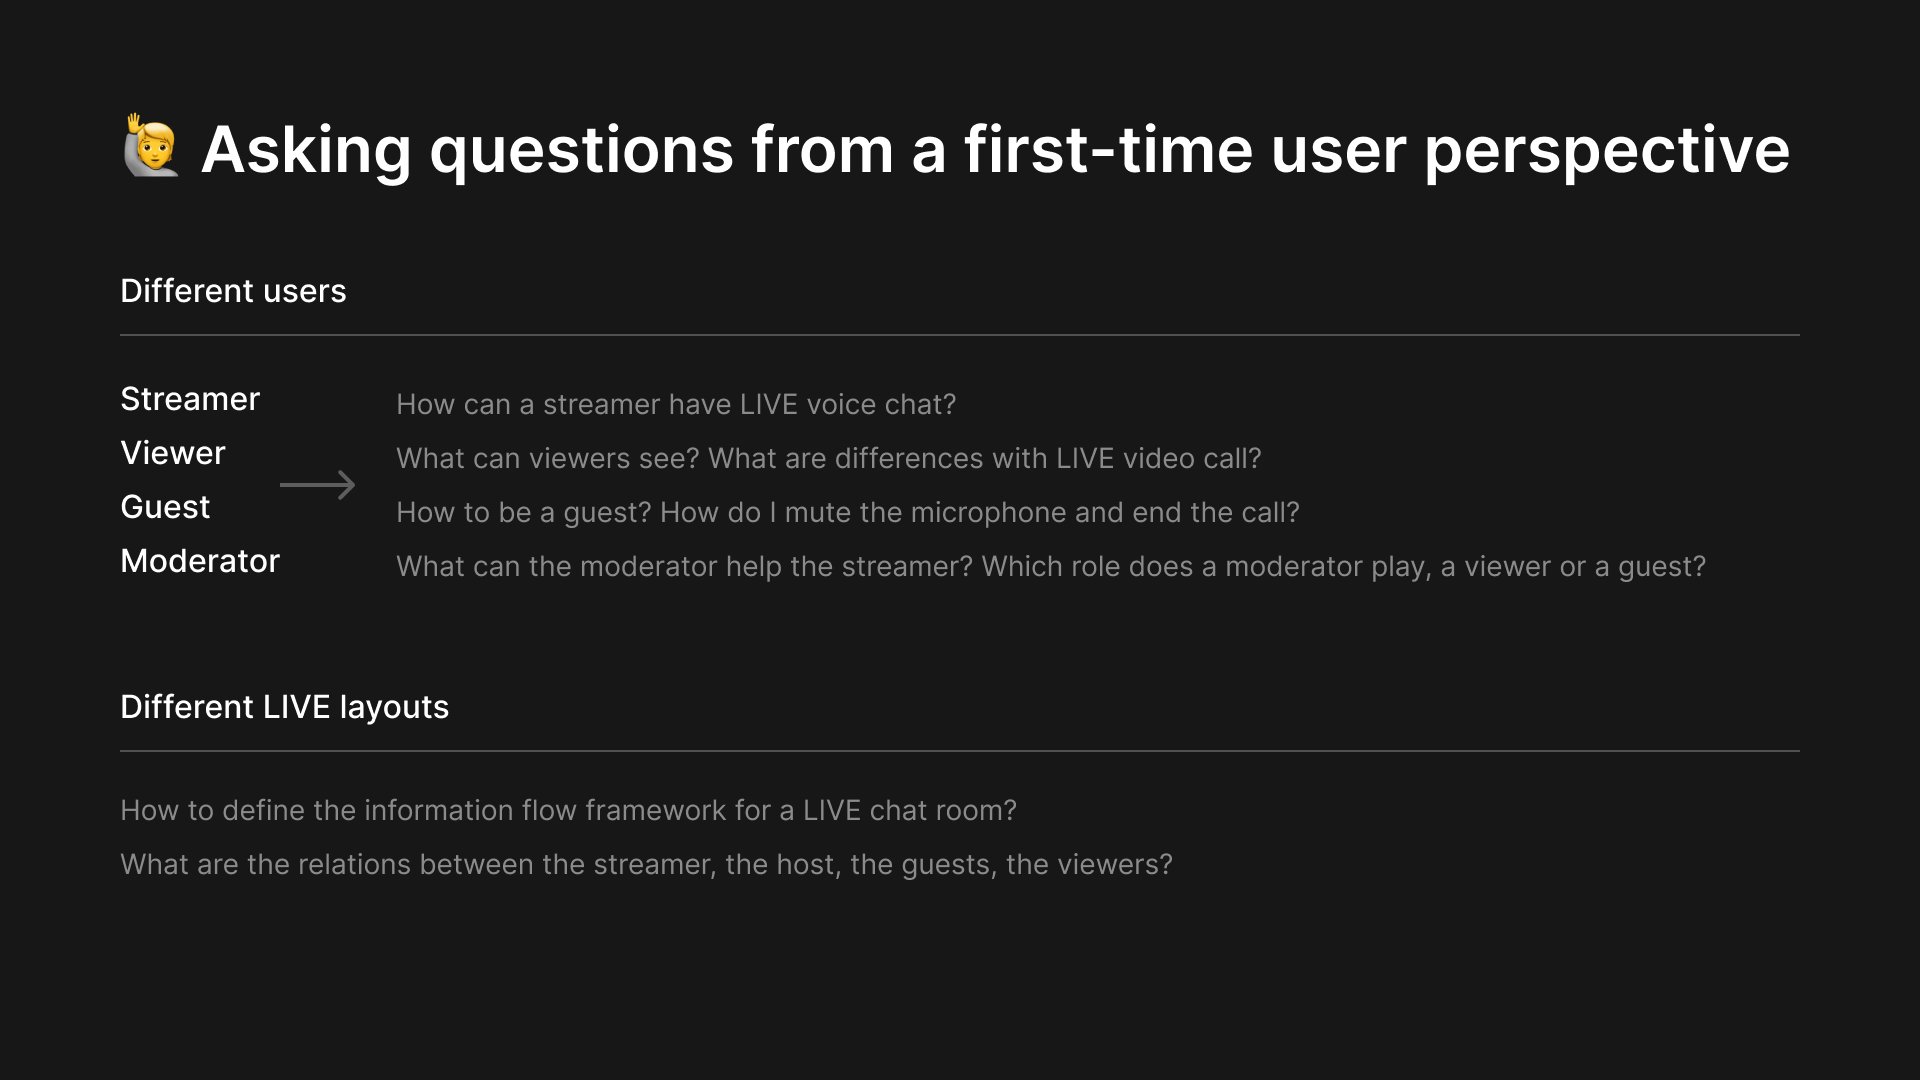 🙋 Asking questions from a first-time user perspective
Different users
Streamer
How can a streamer have LIVE voice chat?
Viewer
What can viewers see? What are differences with LIVE video call?
Guest
How to be a guest? How do I mute the microphone and end the call?
Moderator
What can the moderator help the streamer? Which role does a moderator play, a viewer or a guest?
Different LIVE layouts
How to define the information flow framework for a LIVE chat room?
What are the relations between the streamer, the host, the guests, the viewers?